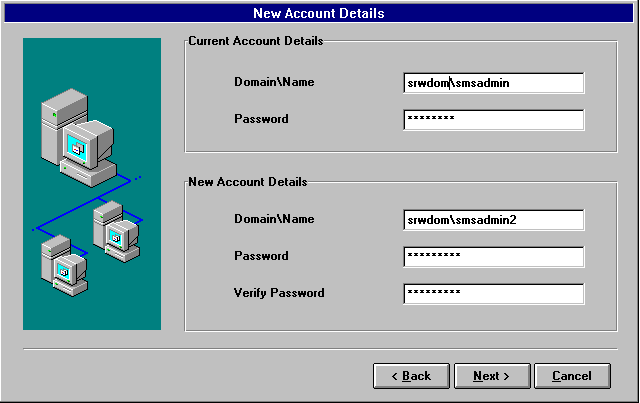 New Account Details
Current Account Details
Domain\Name srwdom\smsadmin
Password ********
New Account Details
Domain\Name srwdom\smsadmin2
Password *********
Verify Password *********
< Back Next > Cancel